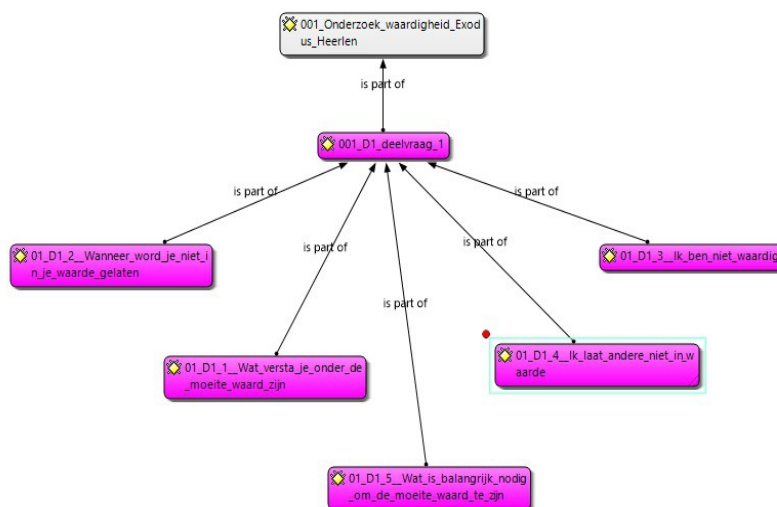 001_Onderzoek_waardigheid_Exod
us_Heerlen
is part of
001_D1_deelvraag_1
is part of
is part of
is part of
is part of
is part of
01_D1_2__Wanneer_word_je_niet_i
n_je_waarde_gelaten
01_D1_3__Ik_ben_niet_waardig
01_D1_1__Wat_versta_je_onder_de
_moeite_waard_zijn
01_D1_4__Ik_laat_andere_niet_in_w
aarde
01_D1_5__Wat_is_balangrijk_nodig
_om_de_moeite_waard_te_zijn